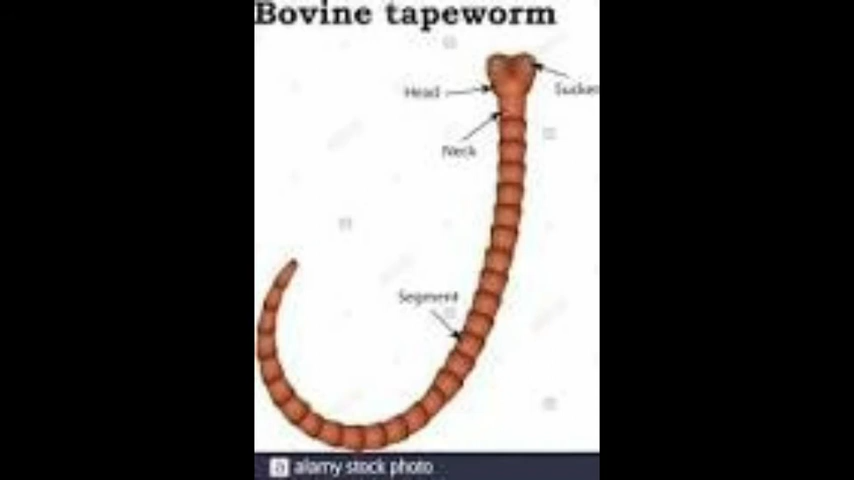 Bovine tapeworm
Head
Sucker
Neck
Segment
a alamy stock photo